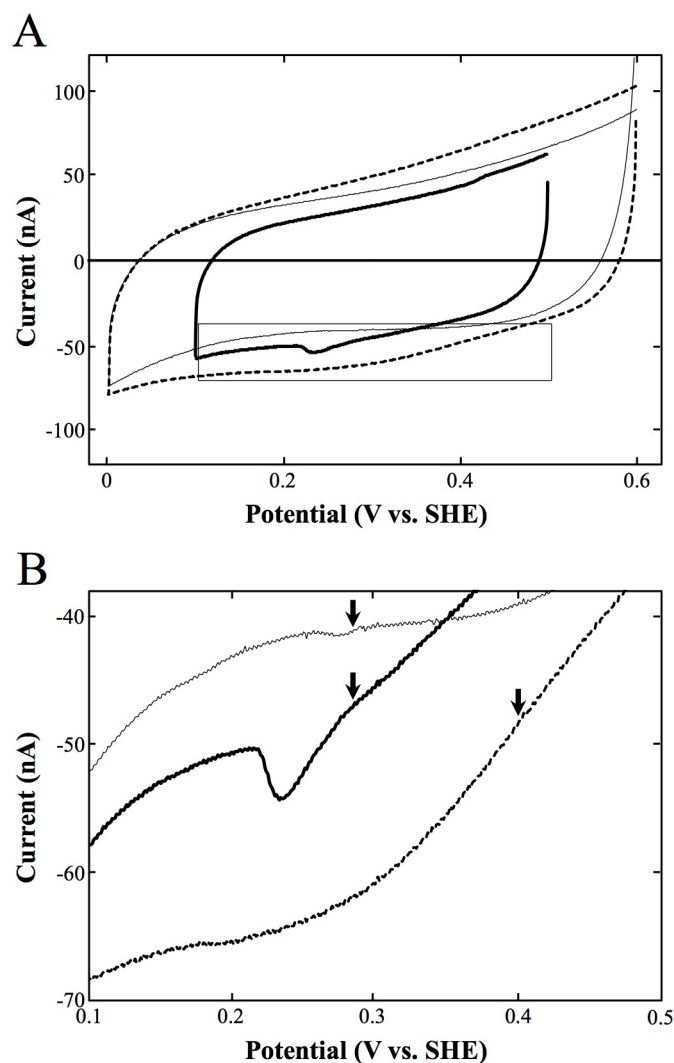 A
100
50
0
-50
-100
Current (nA)
0 0.2 0.4 0.6
Potential (V vs. SHE)
B
-40
-50
-60
-70
Current (nA)
0.1 0.2 0.3 0.4 0.5
Potential (V vs. SHE)